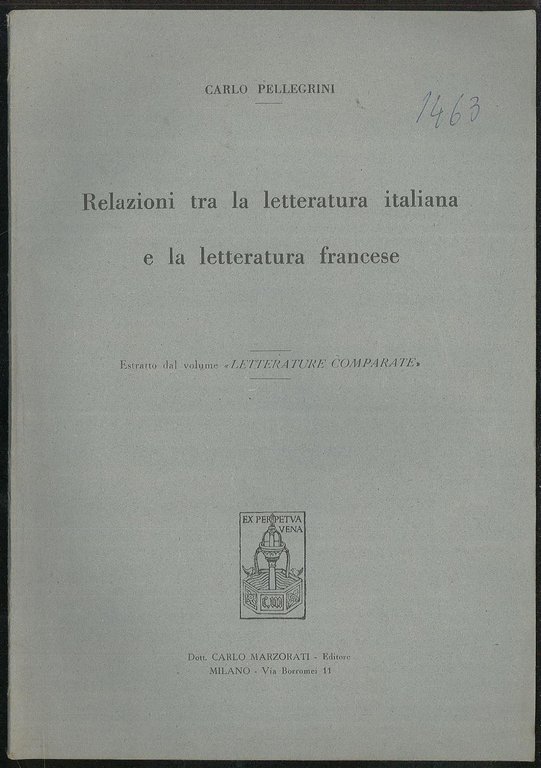 CARLO PELLEGRINI
1463
Relazioni tra la letteratura italiana
e la letteratura francese
Estratto dal volume «LETTERATURE COMPARATE»
EX PERPETVA
VENA
C.M
Dott. CARLO MARZORATI - Editore
MILANO - Via Borromei 11